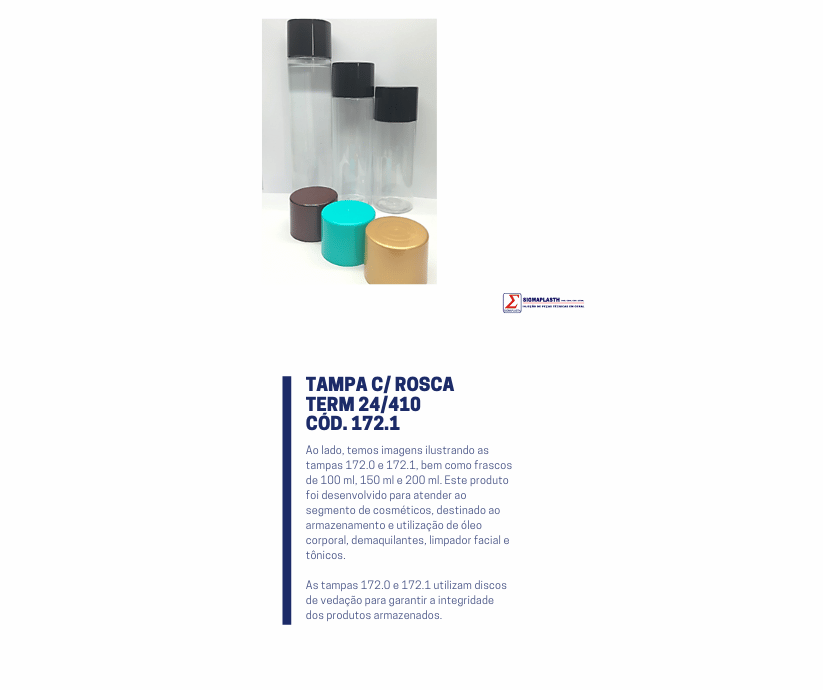 SIGMAPLASTH
TAMPA C/ ROSCA
TERM 24/410
CÓD. 172.1
Ao lado, temos imagens ilustrando as
tampas 172.0 e 172.1, bem como frascos
de 100 ml, 150 ml e 200 ml. Este produto
foi desenvolvido para atender ao
segmento de cosméticos, destinado ao
armazenamento e utilização de óleo
corporal, demaquilantes, limpador facial e
tônicos.
As tampas 172.0 e 172.1 utilizam discos
de vedação para garantir a integridade
dos produtos armazenados.